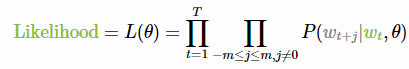 Likelihood = L(θ) = ∏_{t=1}^{T} ∏_{-m≤j≤m,j≠0} P(w_{t+j}|w_t, θ)